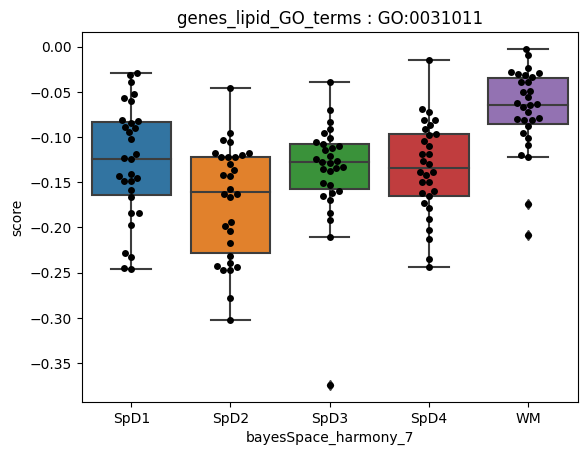 genes_lipid_GO_terms : GO:0031011
0.00
−0.05
−0.10
−0.15
−0.20
−0.25
−0.30
−0.35
score
SpD1 SpD2 SpD3 SpD4 WM
bayesSpace_harmony_7